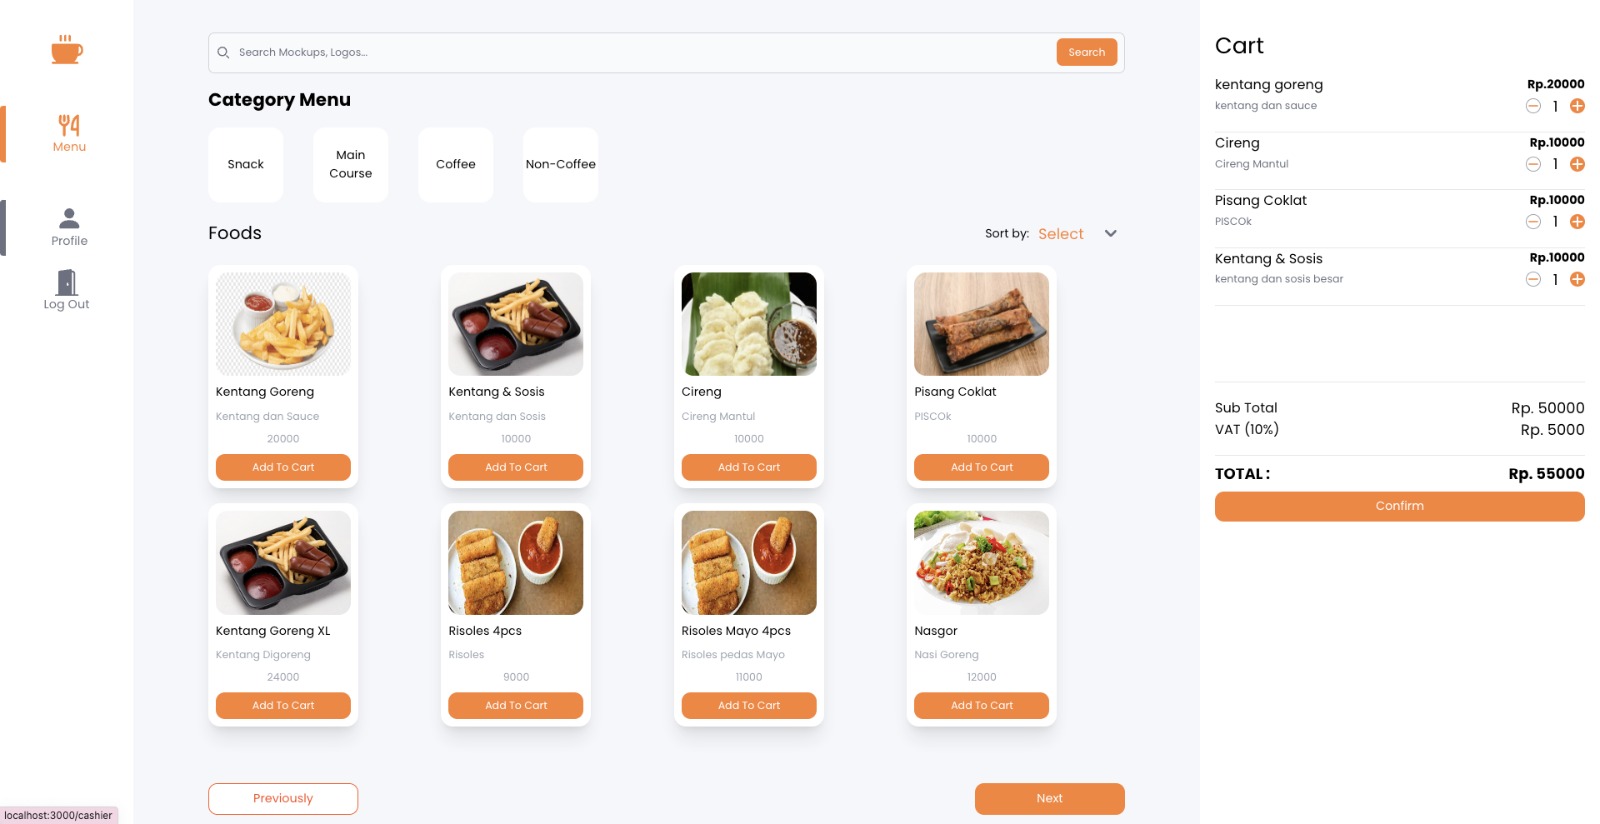 Search Mockups, Logos...
Search
Category Menu
Snack
Main
Course
Coffee
Non-Coffee
Menu
Profile
Log Out
Foods
Sort by: Select
Kentang Goreng
Kentang dan Sauce
20000
Add To Cart
Kentang & Sosis
Kentang dan Sosis
10000
Add To Cart
Cireng
Cireng Mantul
10000
Add To Cart
Pisang Coklat
PISCOk
10000
Add To Cart
Kentang Goreng XL
Kentang Digoreng
24000
Add To Cart
Risoles 4pcs
Risoles
9000
Add To Cart
Risoles Mayo 4pcs
Risoles pedas Mayo
11000
Add To Cart
Nasgor
Nasi Goreng
12000
Add To Cart
Previously
Next
Cart
kentang goreng Rp.20000
kentang dan sauce 1
Cireng Rp.10000
Cireng Mantul 1
Pisang Coklat Rp.10000
PISCOk 1
Kentang & Sosis Rp.10000
kentang dan sosis besar 1
Sub Total Rp. 50000
VAT (10%) Rp. 5000
TOTAL : Rp. 55000
Confirm
localhost:3000/cashier